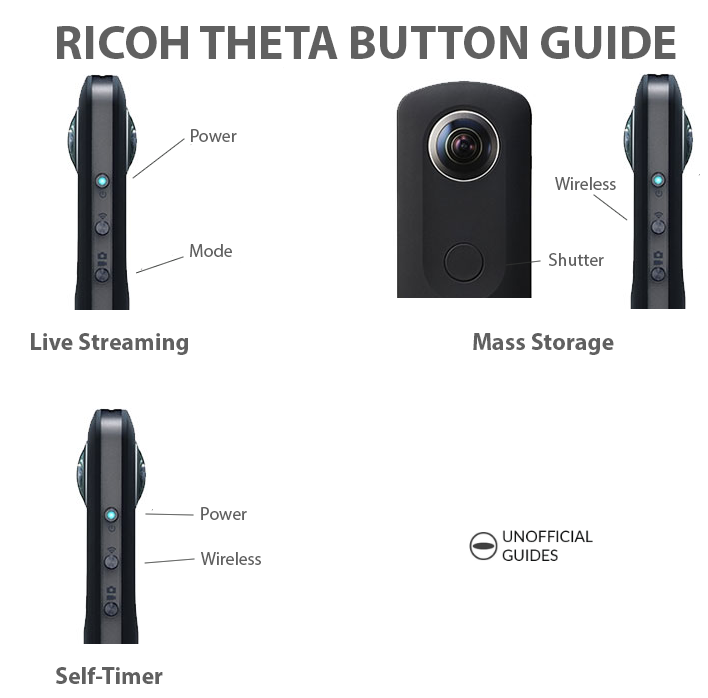 RICOH THETA BUTTON GUIDE
Power
Mode
Live Streaming
Wireless
Shutter
Mass Storage
Power
Wireless
Self-Timer
UNOFFICIAL
GUIDES